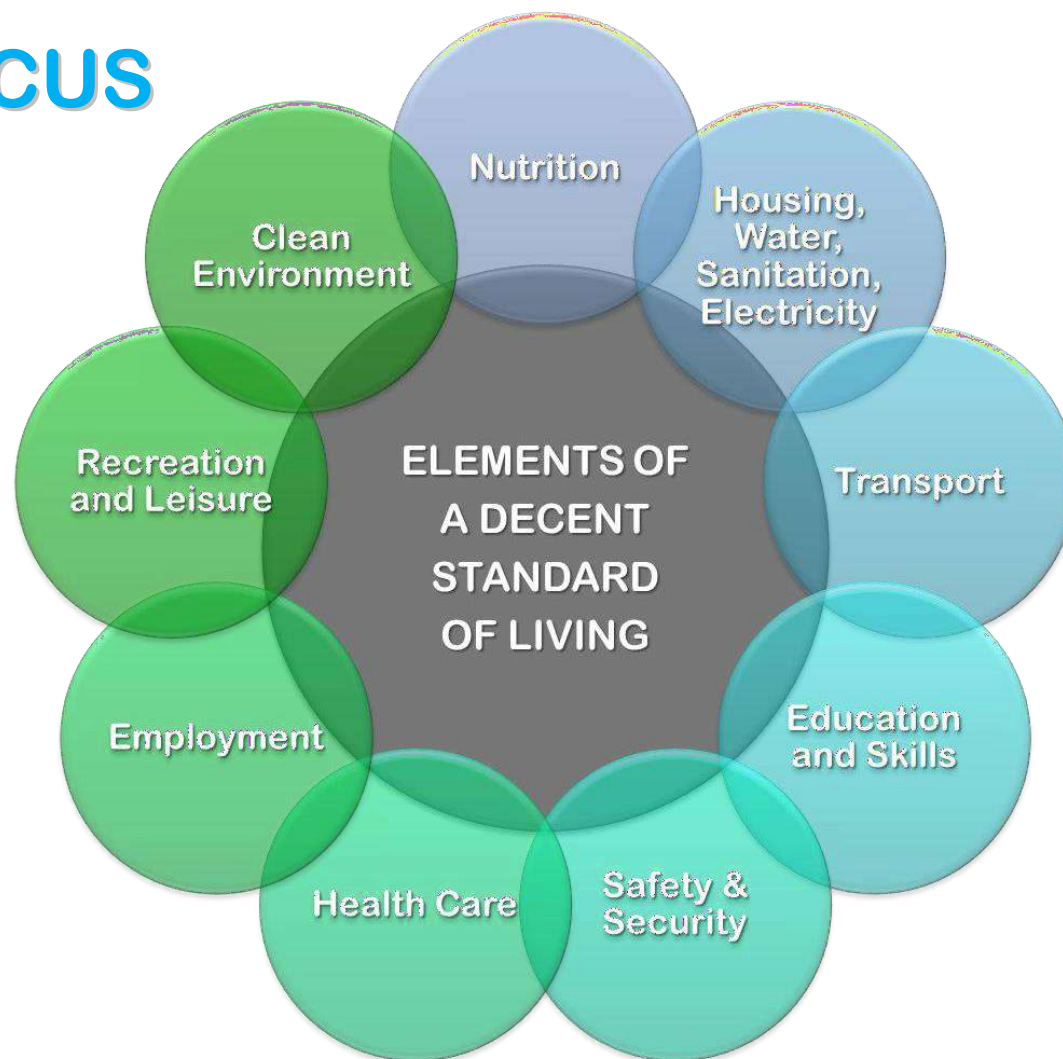 CUS
Nutrition
Housing,
Water,
Sanitation,
Electricity
Transport
Education
and Skills
Safety &
Security
Health Care
Employment
Recreation
and Leisure
Clean
Environment
ELEMENTS OF
A DECENT
STANDARD
OF LIVING